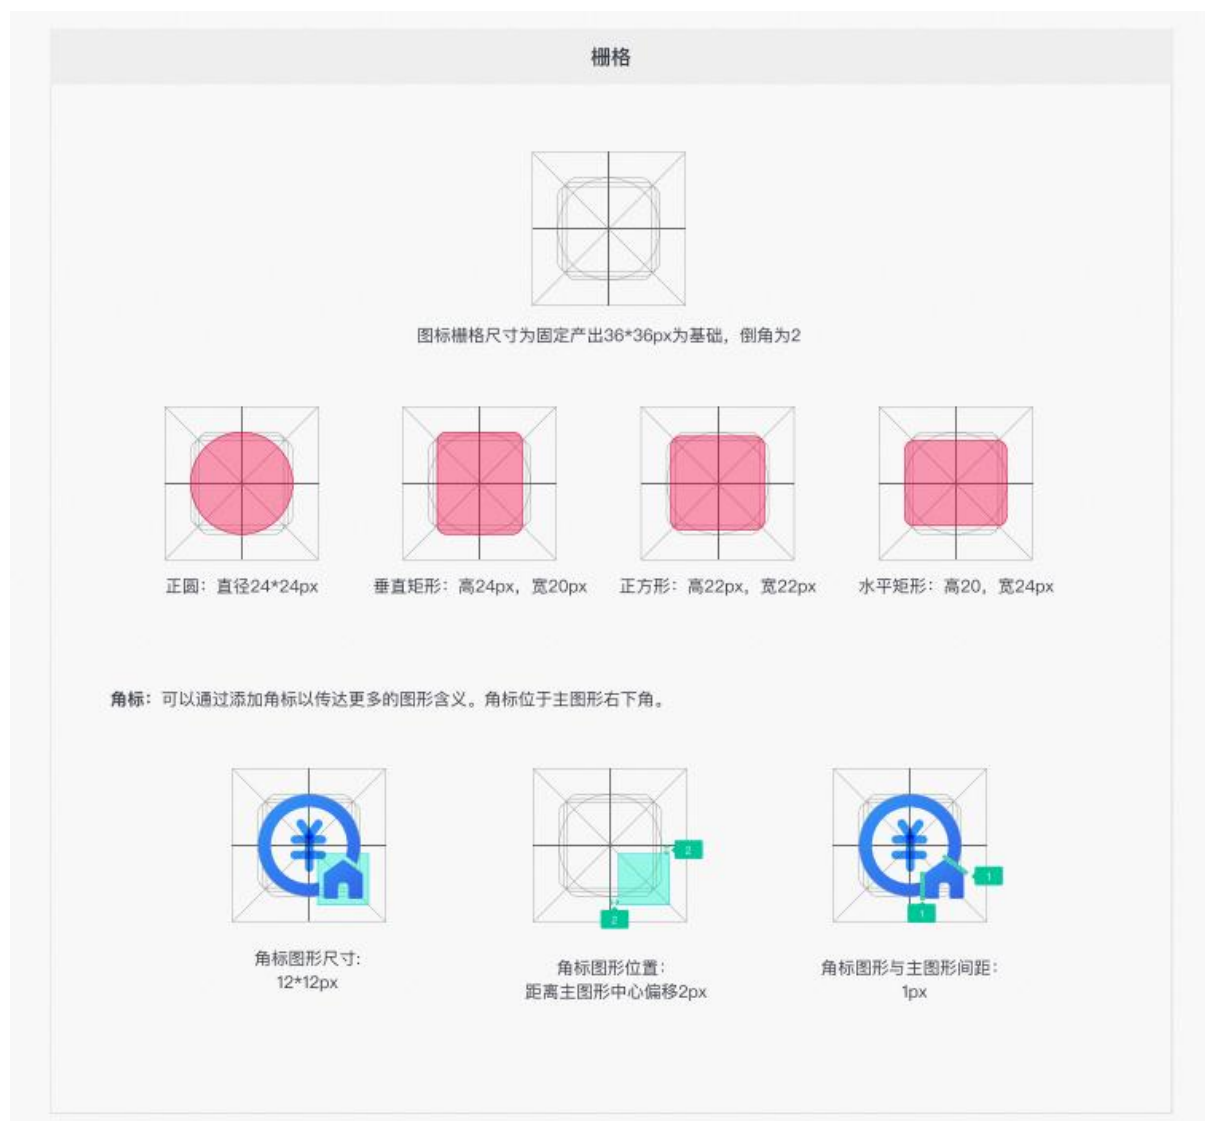 栅格
图标栅格尺寸为固定产出36*36px为基础，倒角为2
正圆：直径24*24px
垂直矩形：高24px，宽20px
正方形：高22px，宽22px
水平矩形：高20，宽24px
角标：可以通过添加角标以传达更多的图形含义。角标位于主图形右下角。
2
2
1
1
角标图形尺寸:
12*12px
角标图形位置：
距离主图形中心偏移2px
角标图形与主图形间距：
1px